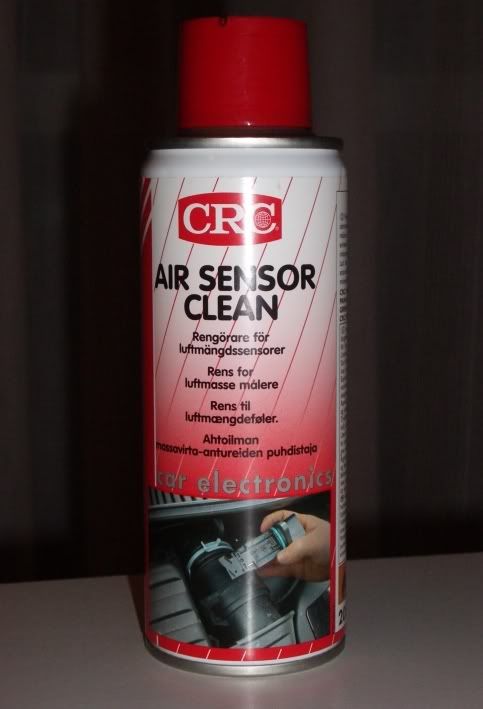 CRC
AIR SENSOR
CLEAN
Rengörare för
luftmängdssensorer
Rens for
luftmasse målere
Rens til
luftmængdeføler.
Ahtoilman
massavirta-antureiden puhdistaja
car electronics